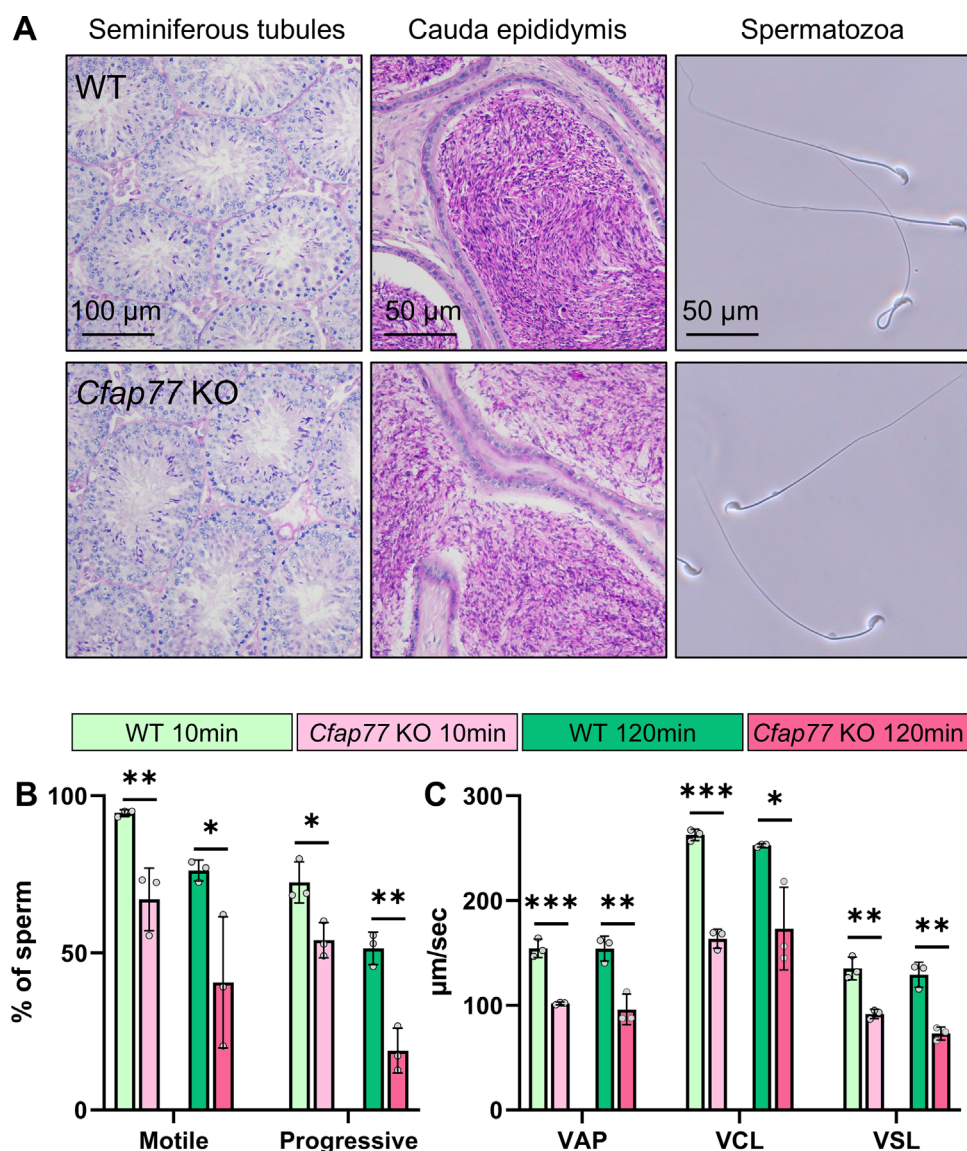 A
Seminiferous tubules
Cauda epididymis
Spermatozoa
WT
100 μm
50 μm
50 μm
Cfap77 KO
WT 10min
Cfap77 KO 10min
WT 120min
Cfap77 KO 120min
B
% of sperm
100
50
0
**
*
*
**
Motile
Progressive
C
μm/sec
300
200
100
0
***
**
***
*
**
**
VAP
VCL
VSL